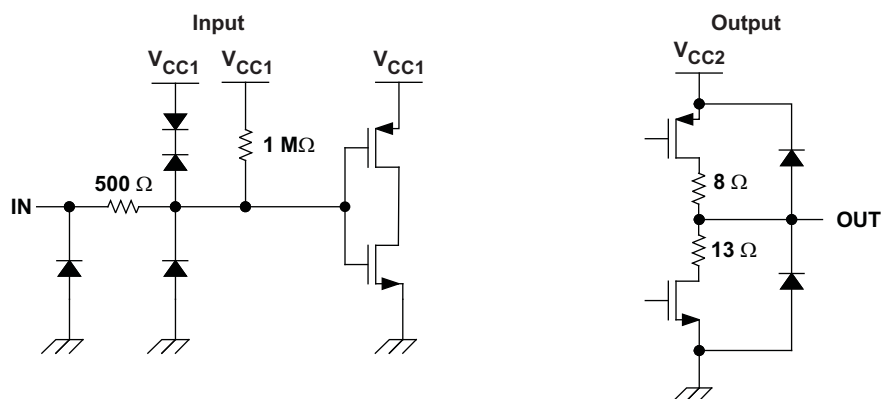 Input
Output
VCC1
VCC1
VCC1
VCC2
1 MΩ
500 Ω
8 Ω
IN
OUT
13 Ω